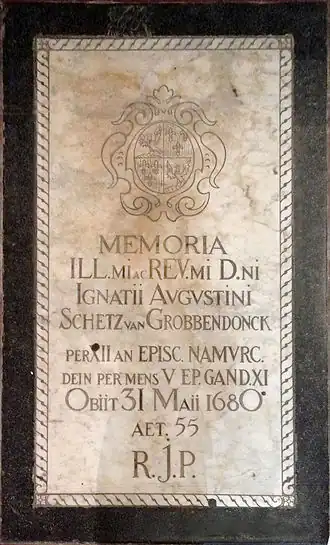 MEMORIA
ILL.MI AC REV.MI D.NI
IGNATII AVGVSTINI
SCHETZ VAN GROBBENDONCK
PER XII AN EPISC. NAMVRC.
DEIN PER MENS V EP. GAND. XI
OBIIT 31 MAII 1680
AET. 55
R.J.P.